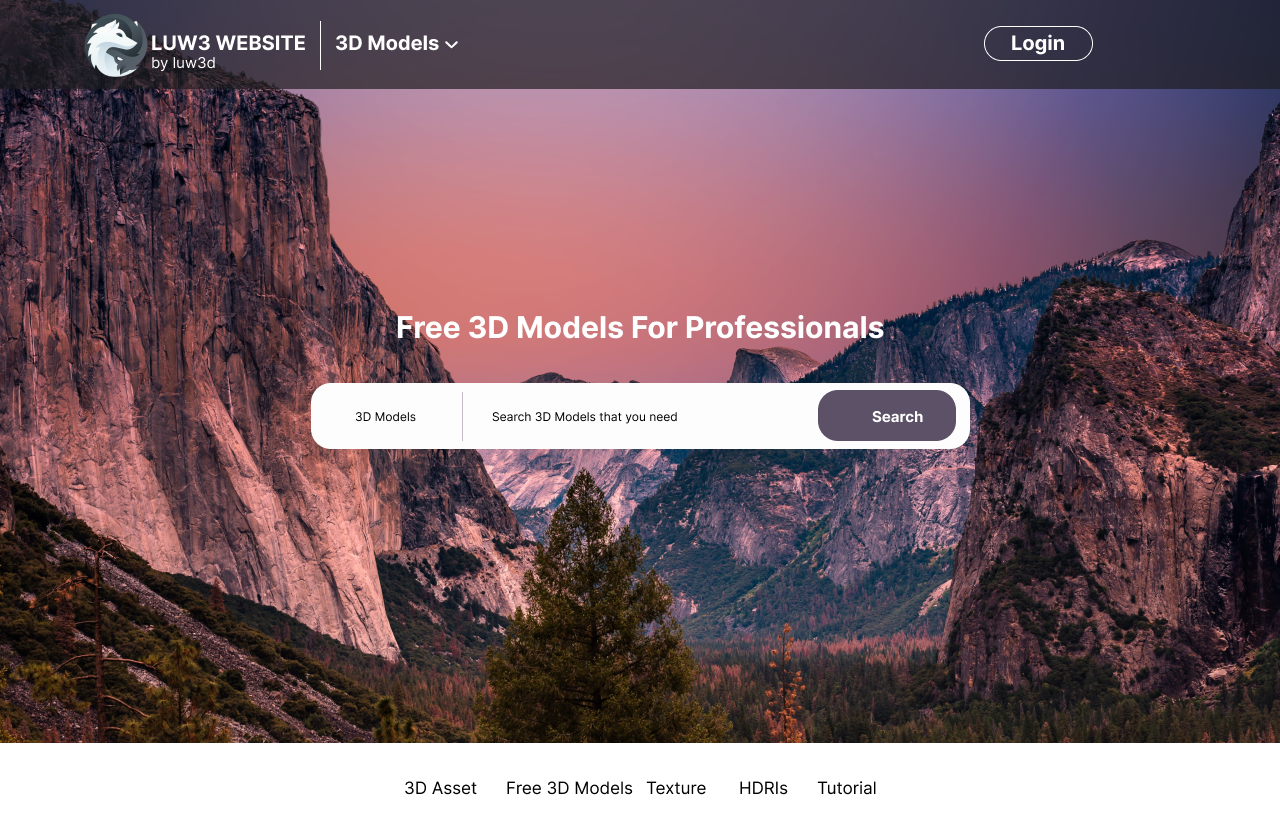 LUW3 WEBSITE
by luw3d
3D Models
Login
Free 3D Models For Professionals
3D Models
Search 3D Models that you need
Search
3D Asset
Free 3D Models
Texture
HDRIs
Tutorial